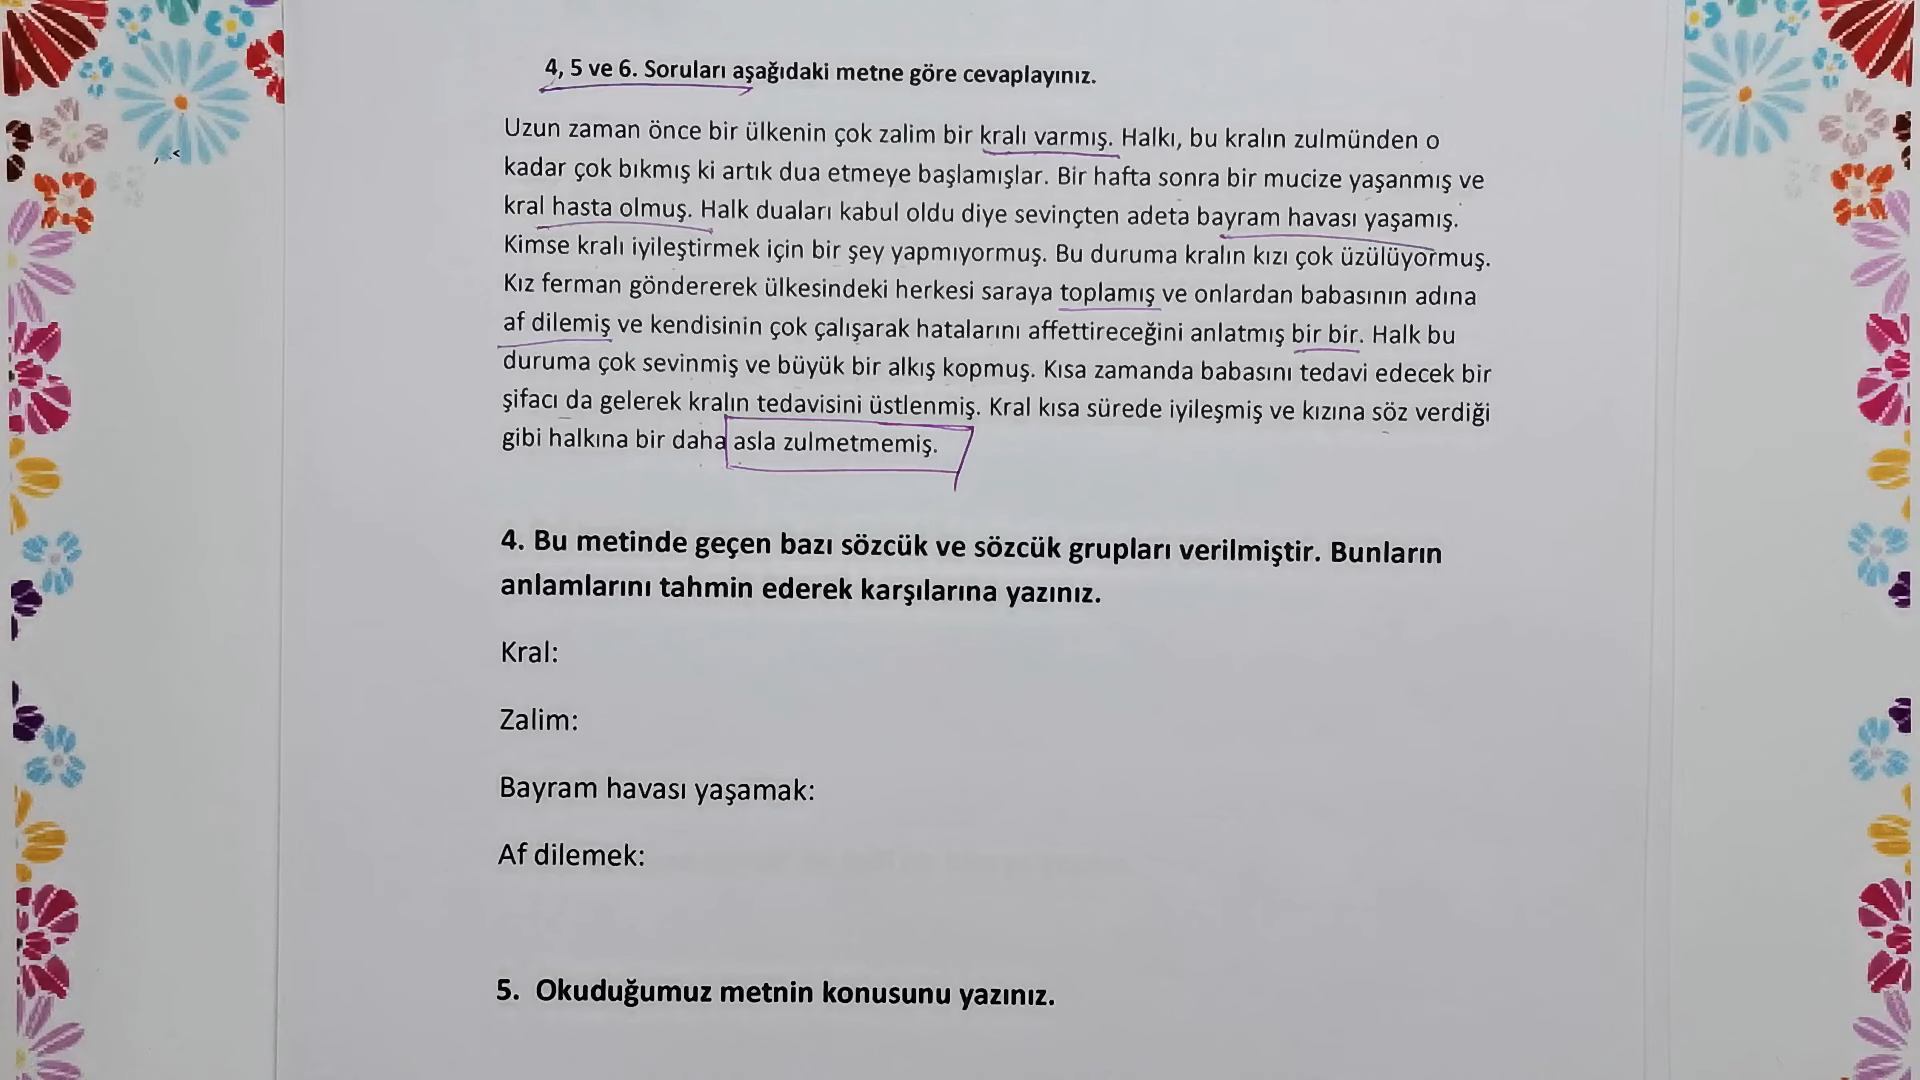 4, 5 ve 6. Soruları aşağıdaki metne göre cevaplayınız.
Uzun zaman önce bir ülkenin çok zalim bir kralı varmış. Halkı, bu kralın zulmünden o
kadar çok bıkmış ki artık dua etmeye başlamışlar. Bir hafta sonra bir mucize yaşanmış ve
kral hasta olmuş. Halk duaları kabul oldu diye sevinçten adeta bayram havası yaşamış.
Kimse kralı iyileştirmek için bir şey yapmıyormuş. Bu duruma kralın kızı çok üzülüyormuş.
Kız ferman göndererek ülkesindeki herkesi saraya toplamış ve onlardan babasının adına
af dilemiş ve kendisinin çok çalışarak hatalarını affettireceğini anlatmış bir bir. Halk bu
duruma çok sevinmiş ve büyük bir alkış kopmuş. Kısa zamanda babasını tedavi edecek bir
şifacı da gelerek kralın tedavisini üstlenmiş. Kral kısa sürede iyileşmiş ve kızına söz verdiği
gibi halkına bir daha asla zulmetmemiş.
4. Bu metinde geçen bazı sözcük ve sözcük grupları verilmiştir. Bunların
anlamlarını tahmin ederek karşılarına yazınız.
Kral:
Zalim:
Bayram havası yaşamak:
Af dilemek:
5. Okuduğumuz metnin konusunu yazınız.